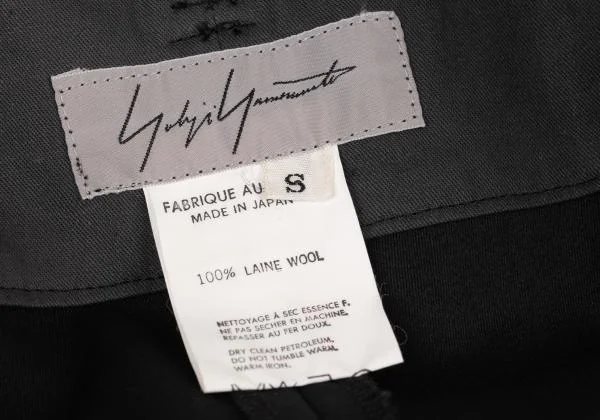 Yohji Yamamoto
S
FABRIQUE AU
MADE IN JAPAN
100% LAINE WOOL
NETTOYAGE À SEC ESSENCE F.
NE PAS SECHER EN MACHINE.
REPASSER AU FER DOUX.
DRY CLEAN PETROLEUM.
DO NOT TUMBLE WARM.
WARM IRON.